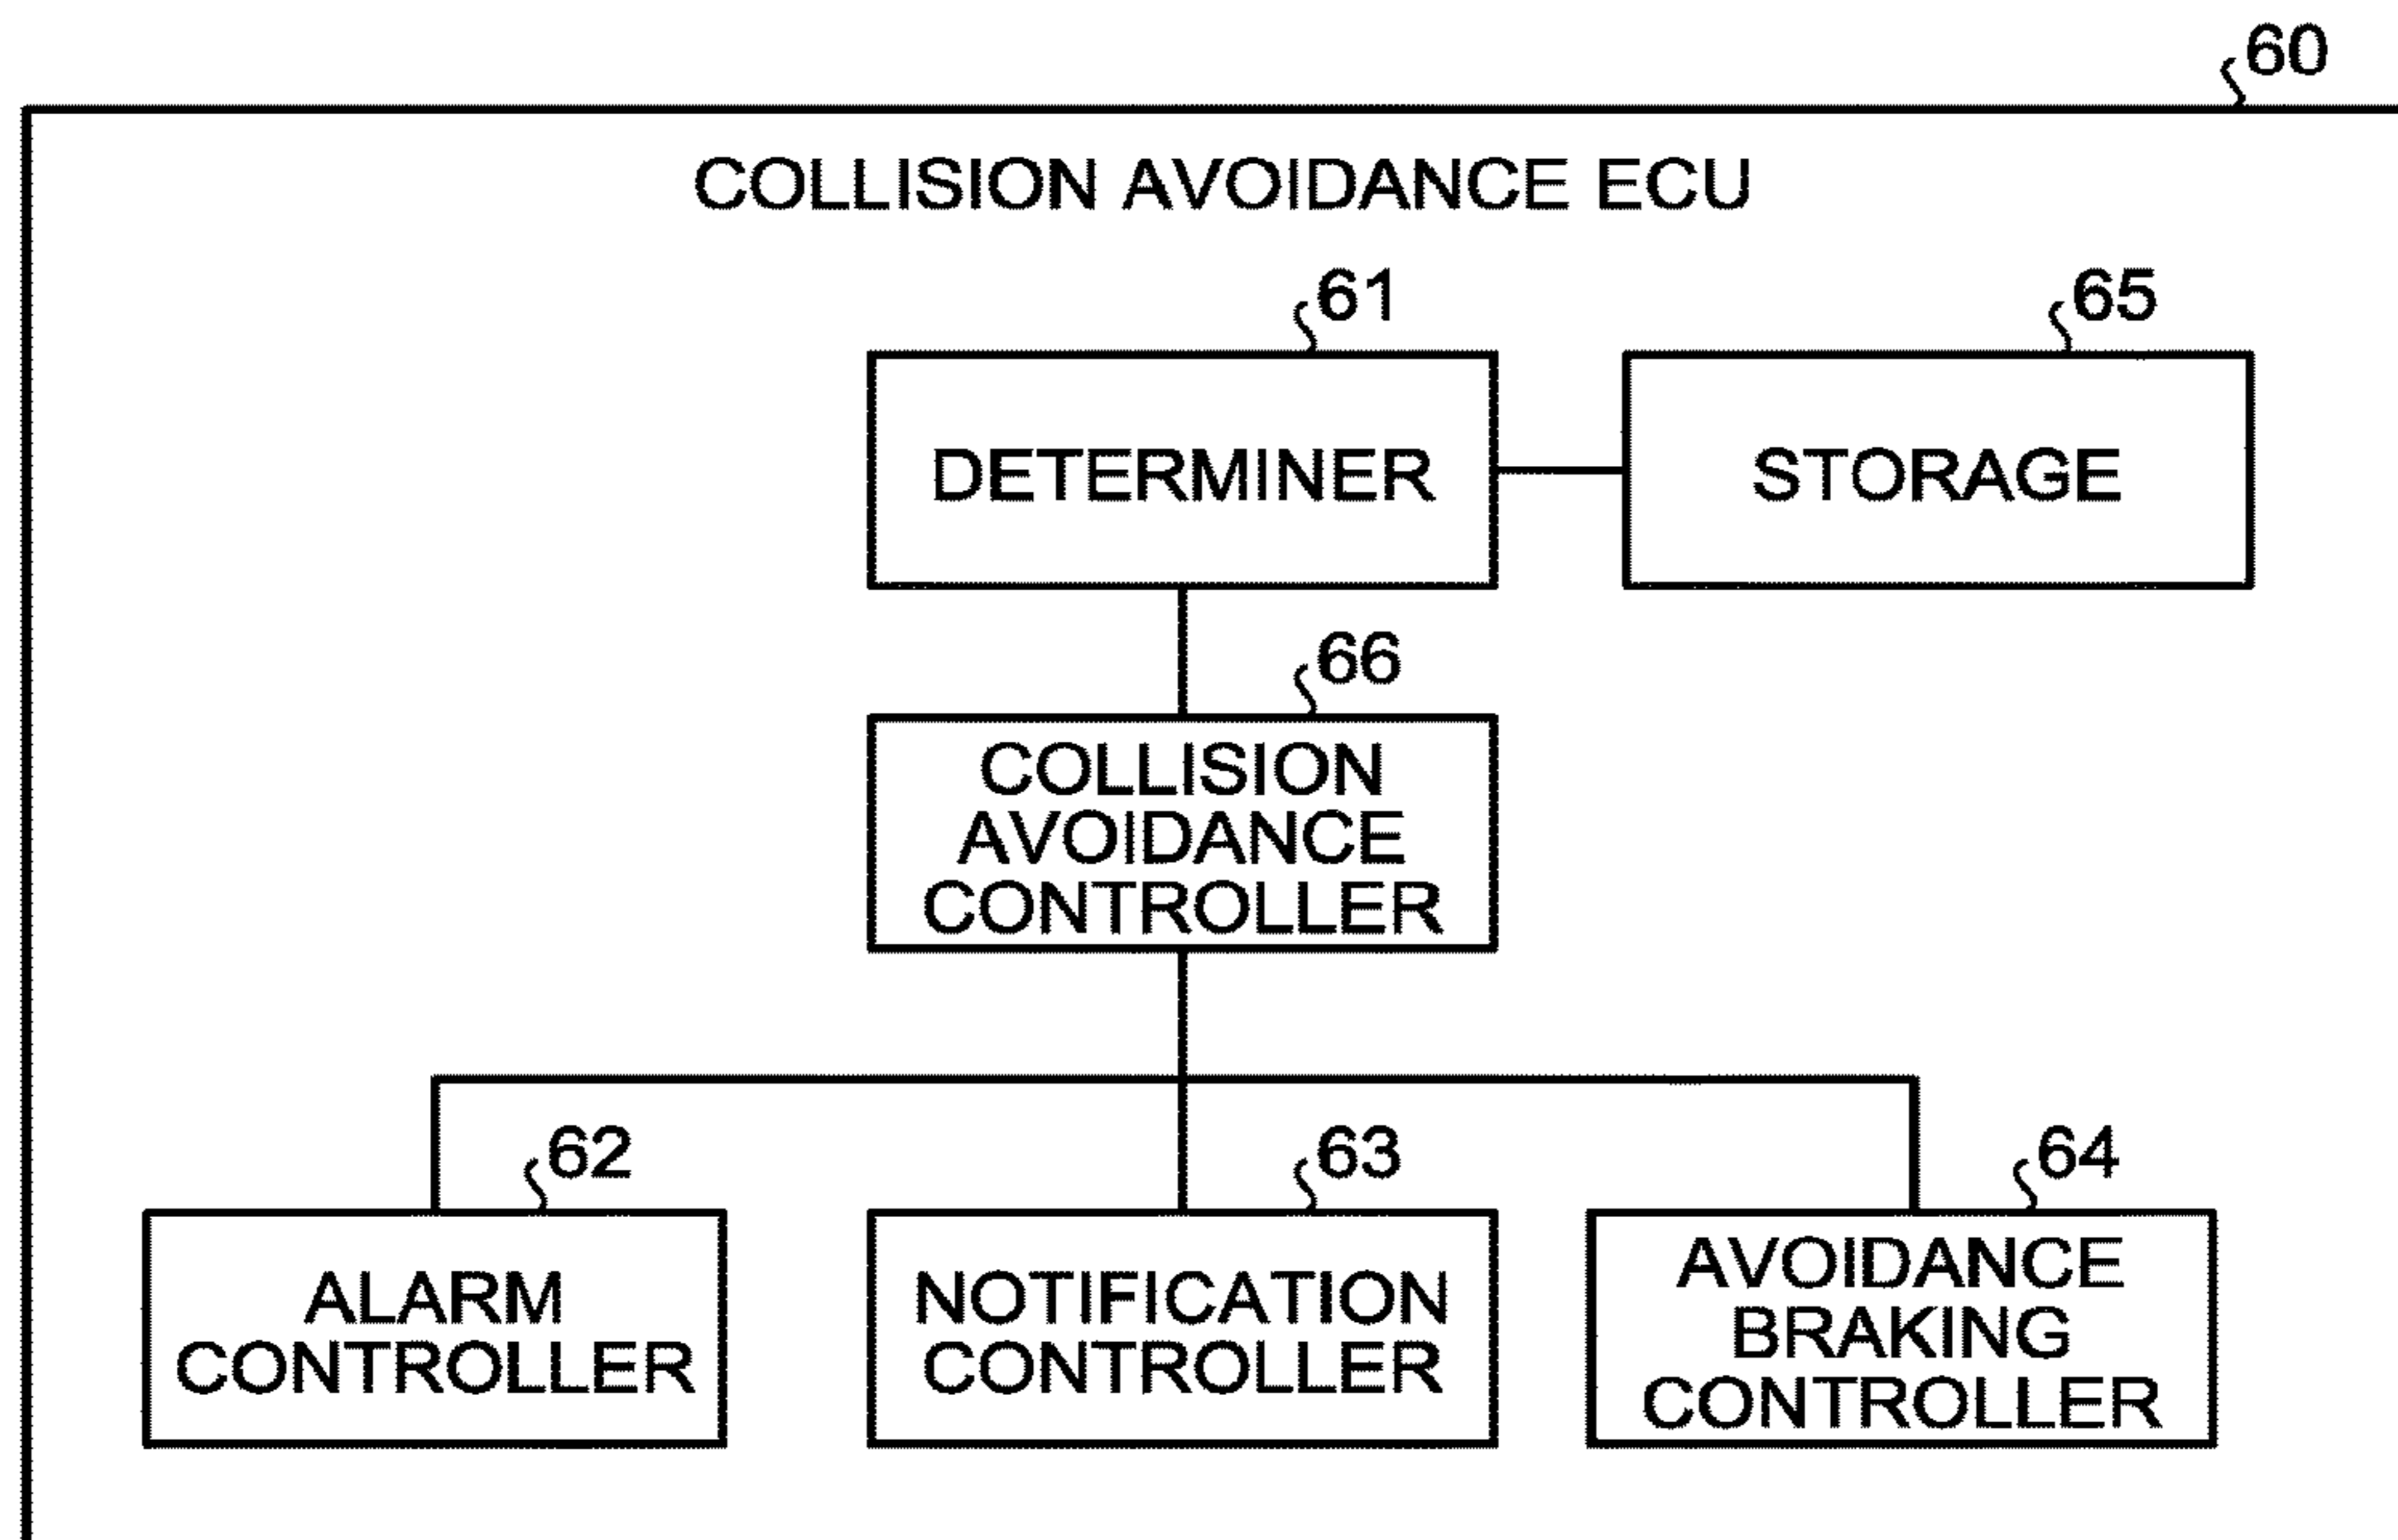 60
COLLISION AVOIDANCE ECU
61
65
DETERMINER
STORAGE
66
COLLISION
AVOIDANCE
CONTROLLER
62
63
64
ALARM
CONTROLLER
NOTIFICATION
CONTROLLER
AVOIDANCE
BRAKING
CONTROLLER